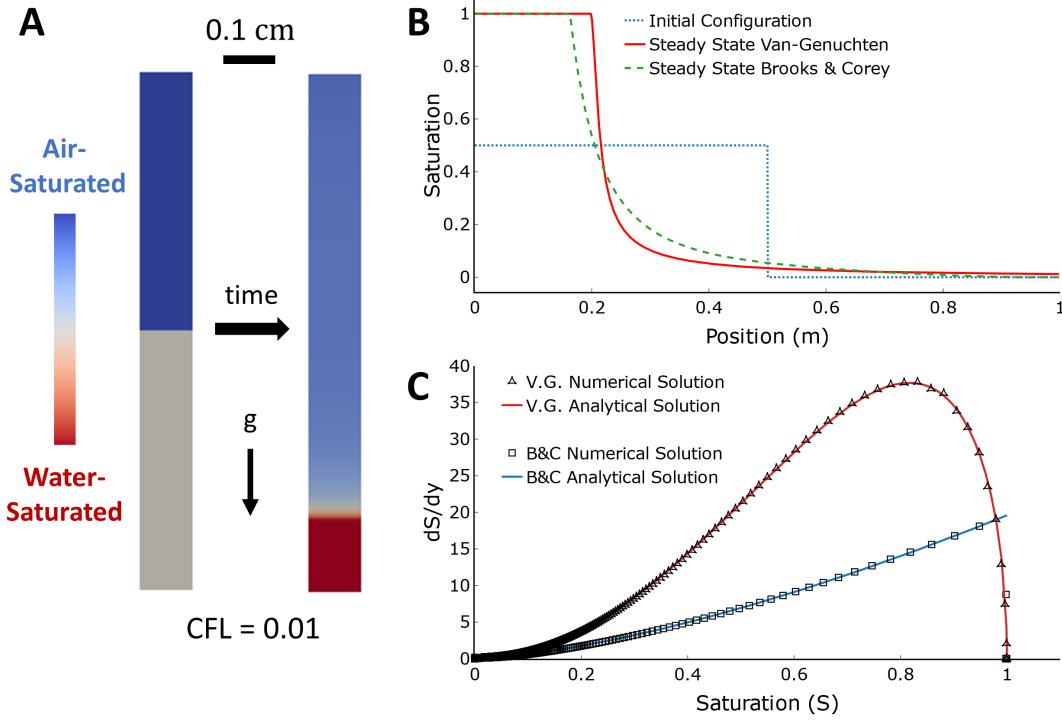 A
0.1 cm
Air-
Saturated
time
g
Water-
Saturated
CFL = 0.01
B
Initial Configuration
Steady State Van-Genuchten
Steady State Brooks & Corey
Saturation
1
0.8
0.6
0.4
0.2
0
0
0.2
0.4
0.6
0.8
1
Position (m)
C
V.G. Numerical Solution
V.G. Analytical Solution
B&C Numerical Solution
B&C Analytical Solution
dS/dy
40
35
30
25
20
15
10
5
0
0
0.2
0.4
0.6
0.8
1
Saturation (S)